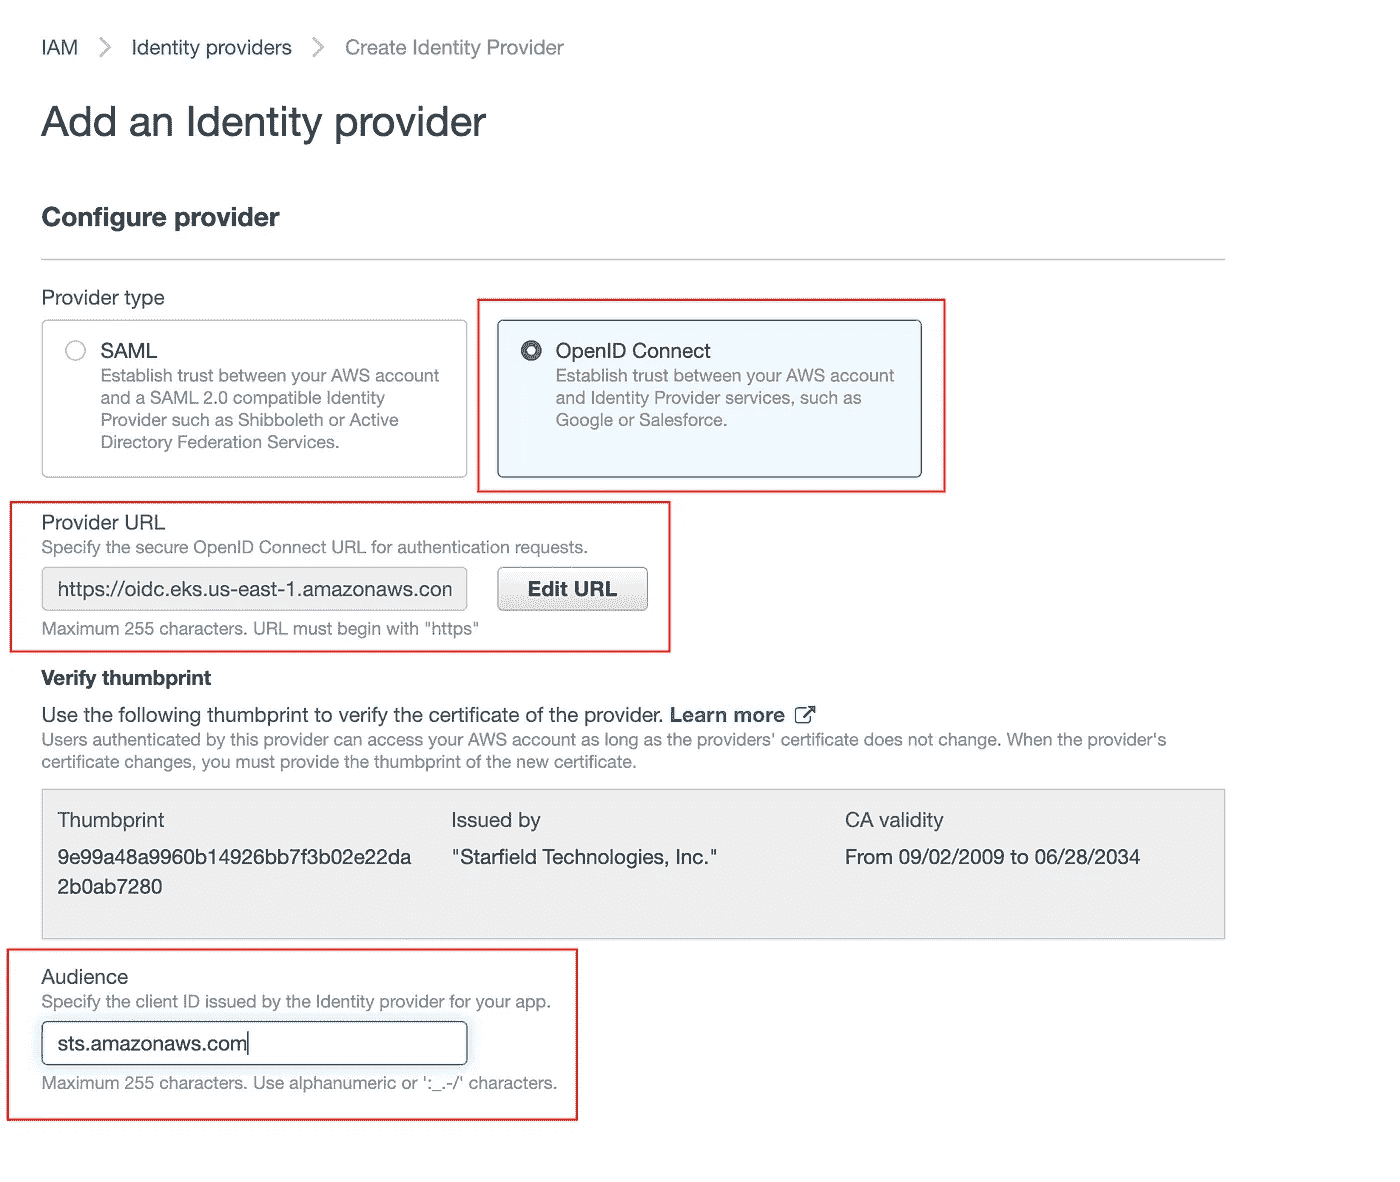 IAM > Identity providers > Create Identity Provider
Add an Identity provider
Configure provider
Provider type
SAML
Establish trust between your AWS account
and a SAML 2.0 compatible Identity
Provider such as Shibboleth or Active
Directory Federation Services.
OpenID Connect
Establish trust between your AWS account
and Identity Provider services, such as
Google or Salesforce.
Provider URL
Specify the secure OpenID Connect URL for authentication requests.
https://oidc.eks.us-east-1.amazonaws.con
Edit URL
Maximum 255 characters. URL must begin with "https"
Verify thumbprint
Use the following thumbprint to verify the certificate of the provider. Learn more
Users authenticated by this provider can access your AWS account as long as the providers' certificate does not change. When the provider's
certificate changes, you must provide the thumbprint of the new certificate.
Thumbprint
9e99a48a9960b14926bb7f3b02e22da
2b0ab7280
Issued by
"Starfield Technologies, Inc."
CA validity
From 09/02/2009 to 06/28/2034
Audience
Specify the client ID issued by the Identity provider for your app.
sts.amazonaws.com
Maximum 255 characters. Use alphanumeric or ':_.-/' characters.